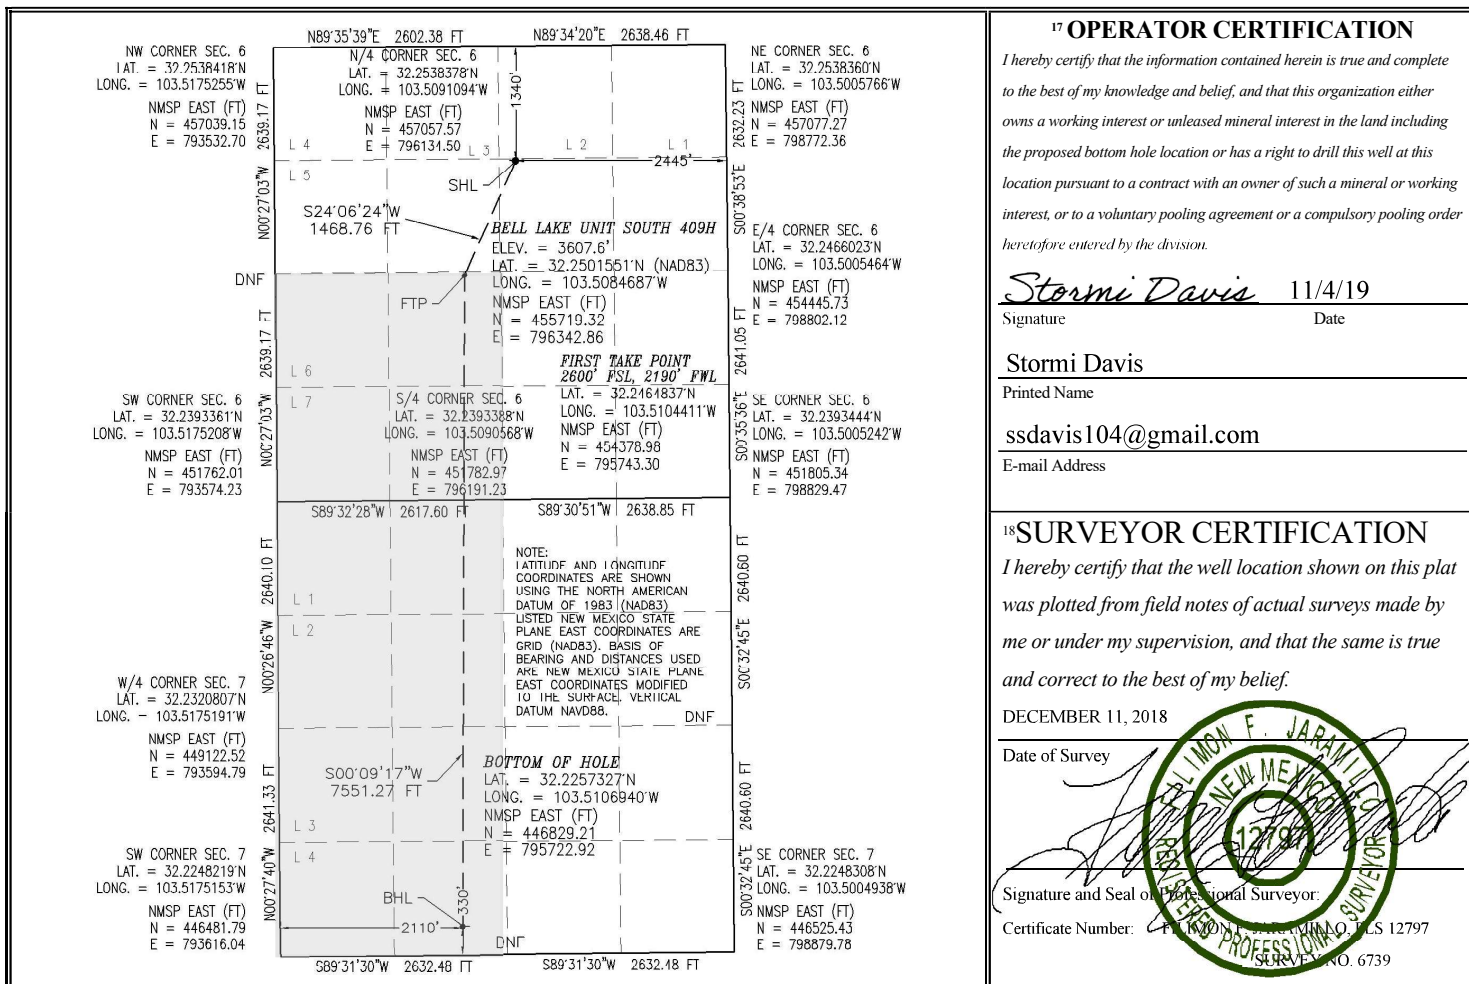 N89°35'39"E 2602.38 FT
N89°34'20" 2638.46 FT
NW CORNER SEC. 6
LAT. = 32.2538418'N
LONG. = 103.5175255'W
NMSP EAST (FT)
N = 457039.15
E = 793532.70
N/4 CORNER SEC. 6
LAT. = 32.2538378'N
LONG. = 103.5091094'W
NMSP EAST (FT)
N = 457057.57
E = 796134.50
NE CORNER SEC. 6
LAT. = 32.2538360'N
LONG. = 103.5005766'W
NMSP EAST (FT)
N = 457077.27
E = 798772.36
N00°27'03"W 2639.17 FT
1340'
S00°38'53"E 2632.23 FT
L 4
L 3
L 2
L 1
L 5
2445'
SHL
S24°06'24"W
1468.76 FT
BELL LAKE UNIT SOUTH 409H
ELEV. = 3607.6'
LAT. = 32.2501551'N (NAD83)
LONG. = 103.5084687'W
NMSP EAST (FT)
N = 455719.32
E = 796342.86
E/4 CORNER SEC. 6
LAT. = 32.2466023'N
LONG. = 103.5005464'W
NMSP EAST (FT)
N = 454445.73
E = 798802.12
DNF
FTP
N00°27'03"W 2639.17 FT
S00°35'36"E 2641.05 FT
FIRST TAKE POINT
2600' FSL, 2190' FWL
LAT. = 32.2464837'N
LONG. = 103.5104411'W
NMSP EAST (FT)
N = 454378.98
E = 795743.30
L 6
L 7
SW CORNER SEC. 6
LAT. = 32.2393361'N
LONG. = 103.5175208'W
NMSP EAST (FT)
N = 451762.01
E = 793574.23
S/4 CORNER SEC. 6
LAT. = 32.2393388'N
LONG. = 103.5090568'W
NMSP EAST (FT)
N = 451782.97
E = 796191.23
SE CORNER SEC. 6
LAT. = 32.2393444'N
LONG. = 103.5005242'W
NMSP EAST (FT)
N = 451805.34
E = 798829.47
S89°32'28"W 2617.60 FT
S89°30'51"W 2638.85 FT
N00°26'46"W 2640.10 FT
S00°32'45"E 2640.60 FT
NOTE:
LATITUDE AND LONGITUDE
COORDINATES ARE SHOWN
USING THE NORTH AMERICAN
DATUM OF 1983 (NAD83)
LISTED NEW MEXICO STATE
PLANE EAST COORDINATES ARE
GRID (NAD83). BASIS OF
BEARING AND DISTANCES USED
ARE NEW MEXICO STATE PLANE
EAST COORDINATES MODIFIED
TO THE SURFACE. VERTICAL
DATUM NAVD88.
L 1
L 2
DNF
W/4 CORNER SEC. 7
LAT. = 32.2320807'N
LONG. = 103.5175191'W
NMSP EAST (FT)
N = 449122.52
E = 793594.79
S00°09'17"W
7551.27 FT
BOTTOM OF HOLE
LAT. = 32.2257327'N
LONG. = 103.5106940'W
NMSP EAST (FT)
N = 446829.21
E = 795722.92
N00°27'40"W 2641.33 FT
S00°32'45"E 2640.60 FT
L 3
L 4
SW CORNER SEC. 7
LAT. = 32.2248219'N
LONG. = 103.5175153'W
NMSP EAST (FT)
N = 446481.79
E = 793616.04
BHL
330'
2110'
DNF
SE CORNER SEC. 7
LAT. = 32.2248308'N
LONG. = 103.5004938'W
NMSP EAST (FT)
N = 446525.43
E = 798879.78
S89°31'30"W 2632.48 FT
S89°31'30"W 2632.48 FT
17 OPERATOR CERTIFICATION
I hereby certify that the information contained herein is true and complete
to the best of my knowledge and belief, and that this organization either
owns a working interest or unleased mineral interest in the land including
the proposed bottom hole location or has a right to drill this well at this
location pursuant to a contract with an owner of such a mineral or working
interest, or to a voluntary pooling agreement or a compulsory pooling order
heretofore entered by the division.
Stormi Davis 11/4/19
Signature Date
Stormi Davis
Printed Name
ssdavis104@gmail.com
E-mail Address
18 SURVEYOR CERTIFICATION
I hereby certify that the well location shown on this plat
was plotted from field notes of actual surveys made by
me or under my supervision, and that the same is true
and correct to the best of my belief.
DECEMBER 11, 2018
Date of Survey
FILIMON F. JARAMILLO
NEW MEXICO
12797
REGISTERED PROFESSIONAL SURVEYOR
Signature and Seal of Professional Surveyor:
Certificate Number: FILIMON F. JARAMILLO, PLS 12797
SURVEY NO. 6739